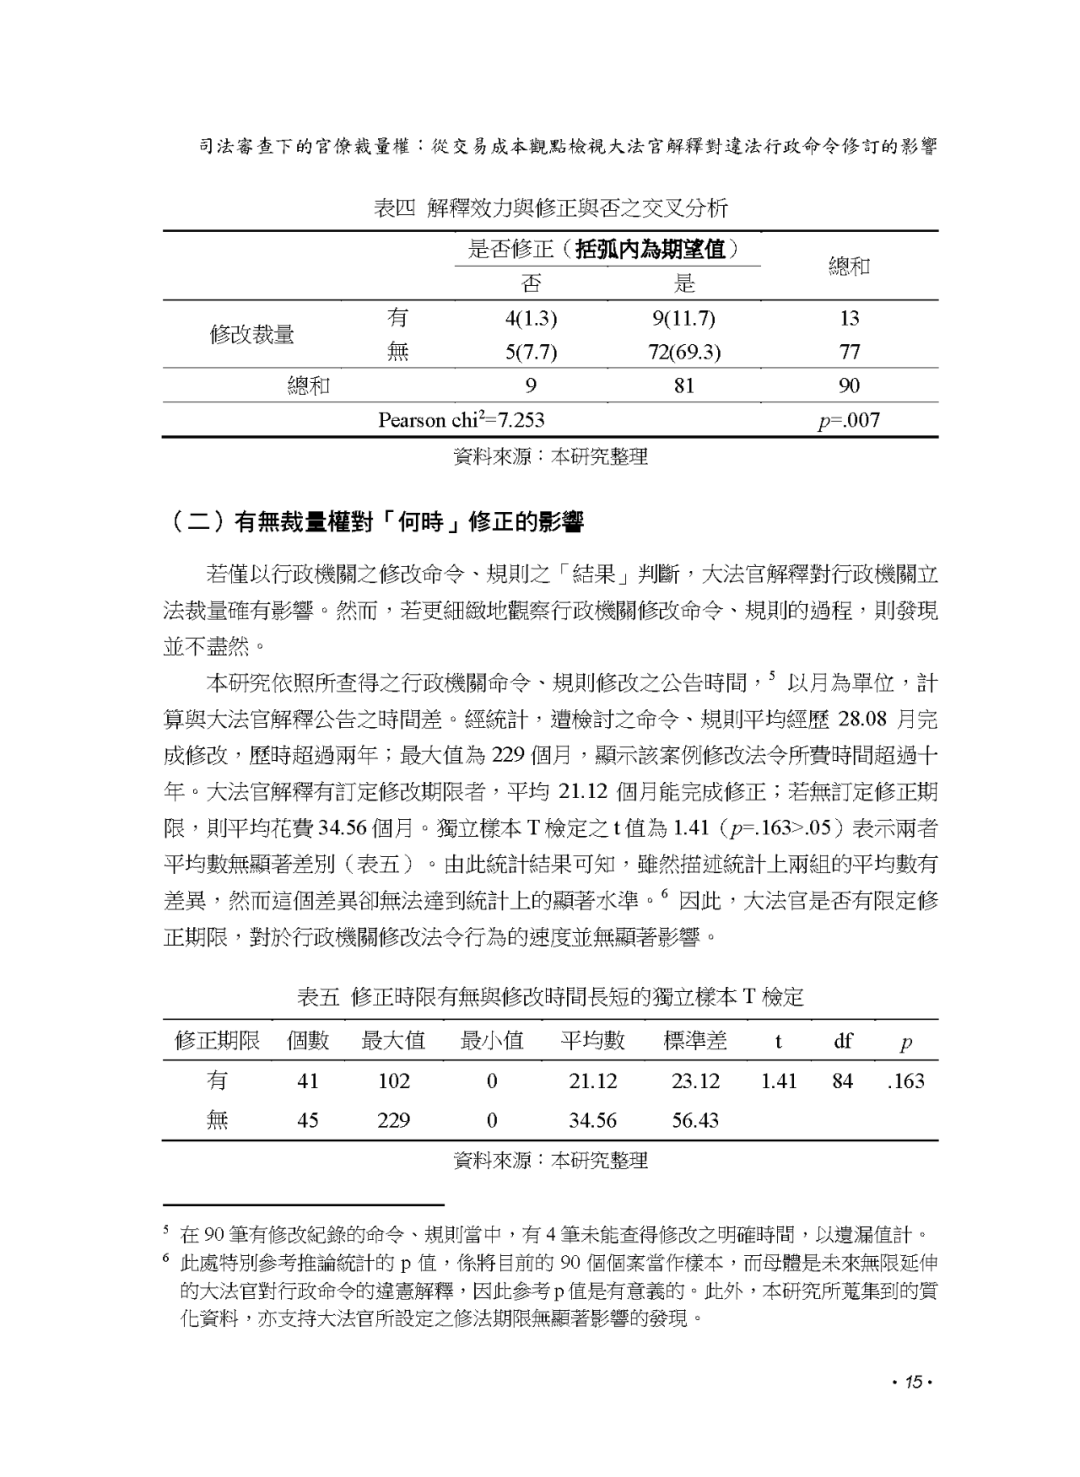 司法審查下的官僚裁量權：從交易成本觀點檢視大法官解釋對違法行政命令修訂的影響
表四 解釋效力與修正與否之交叉分析
是否修正（括弧內為期望值） 總和
否 是
修改裁量 有 4(1.3) 9(11.7) 13
無 5(7.7) 72(69.3) 77
總和 9 81 90
Pearson chi²=7.253 p=.007
資料來源：本研究整理
（二）有無裁量權對「何時」修正的影響
若僅以行政機關之修改命令、規則之「結果」判斷，大法官解釋對行政機關立
法裁量確有影響。然而，若更細緻地觀察行政機關修改命令、規則的過程，則發現
並不盡然。
本研究依照所查得之行政機關命令、規則修改之公告時間，⁵ 以月為單位，計
算與大法官解釋公告之時間差。經統計，遭檢討之命令、規則平均經歷 28.08 月完
成修改，歷時超過兩年；最大值為 229 個月，顯示該案例修改法令所費時間超過十
年。大法官解釋有訂定修改期限者，平均 21.12 個月能完成修正；若無訂定修正期
限，則平均花費 34.56 個月。獨立樣本 T 檢定之 t 值為 1.41（p=.163>.05）表示兩者
平均數無顯著差別（表五）。由此統計結果可知，雖然描述統計上兩組的平均數有
差異，然而這個差異卻無法達到統計上的顯著水準。⁶ 因此，大法官是否有限定修
正期限，對於行政機關修改法令行為的速度並無顯著影響。
表五 修正時限有無與修改時間長短的獨立樣本 T 檢定
修正期限 個數 最大值 最小值 平均數 標準差 t df p
有 41 102 0 21.12 23.12 1.41 84 .163
無 45 229 0 34.56 56.43
資料來源：本研究整理
⁵ 在 90 筆有修改紀錄的命令、規則當中，有 4 筆未能查得修改之明確時間，以遺漏值計。
⁶ 此處特別參考推論統計的 p 值，係將目前的 90 個個案當作樣本，而母體是未來無限延伸
的大法官對行政命令的違憲解釋，因此參考 p 值是有意義的。此外，本研究所蒐集到的質
化資料，亦支持大法官所設定之修法期限無顯著影響的發現。
・15・